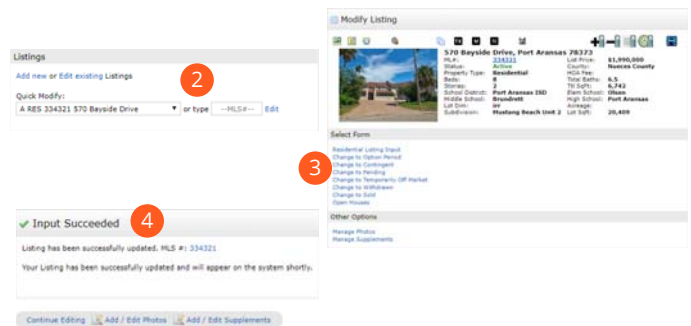 Listings
Add new or Edit existing Listings
2
Quick Modify:
A RES 334321 570 Bayside Drive or type --MLS#-- Edit
Modify Listing
570 Bayside Drive, Port Aransas 78373
MLS#: 334321 List Price: $1,990,000
Status: Active County: Nueces County
Property Type: Residential HOA Fee:
Beds: 8 Total Baths: 6.5
Stories: 2 Ttl Sqft: 6,742
School District: Port Aransas ISD Elem School: Olsen
Middle School: Brundrett High School: Port Aransas
Lot Dim: Acreage:
Subdivision: Mustang Beach Unit 2 Lot Sqft: 20,409
Select Form
3
Residential Listing Input
Change to Option Period
Change to Contingent
Change to Pending
Change to Temporarily Off Market
Change to Withdrawn
Change to Sold
Open Houses
Other Options
Manage Photos
Manage Supplements
Input Succeeded
4
Listing has been successfully updated. MLS #: 334321
Your Listing has been successfully updated and will appear on the system shortly.
Continue Editing Add / Edit Photos Add / Edit Supplements